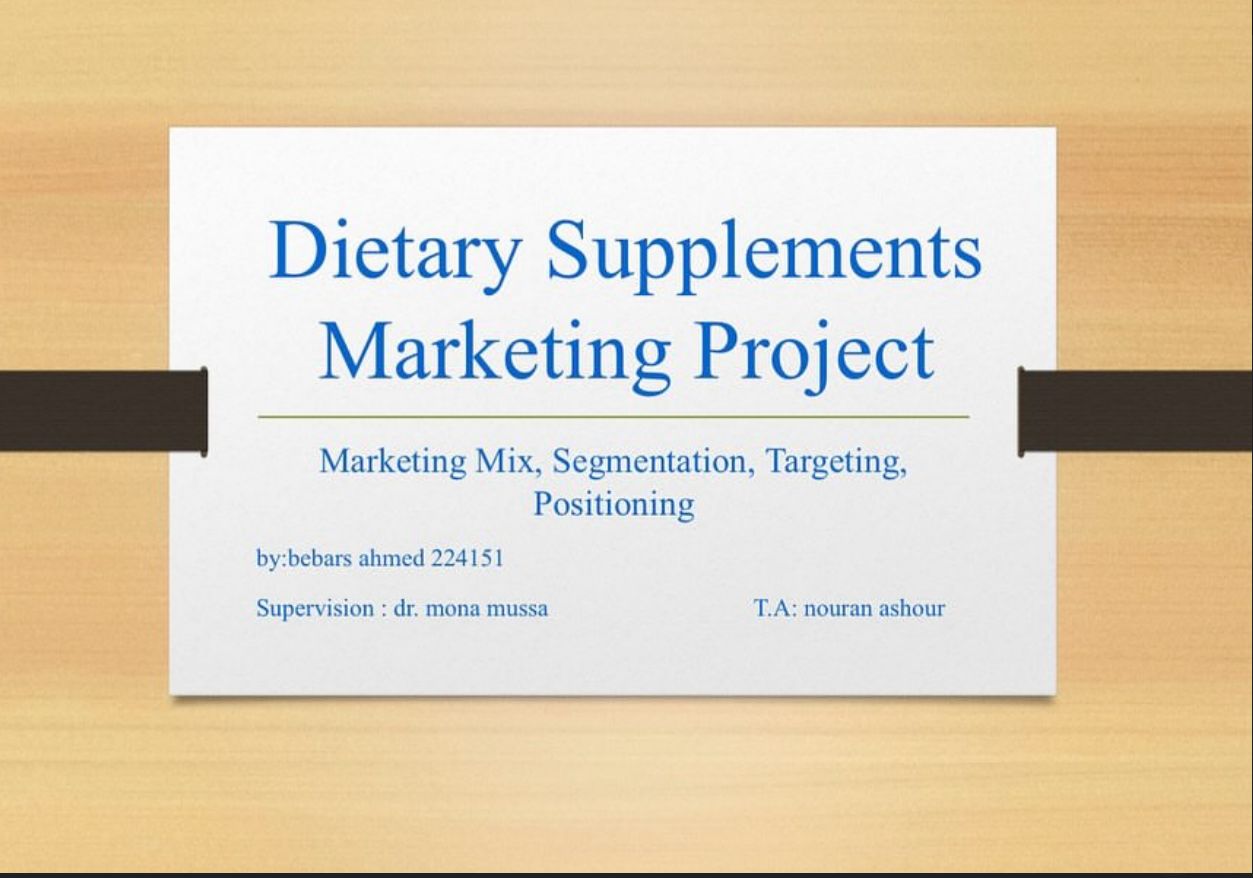 Dietary Supplements
Marketing Project
Marketing Mix, Segmentation, Targeting,
Positioning
by:bebars ahmed 224151
Supervision : dr. mona mussa T.A: nouran ashour